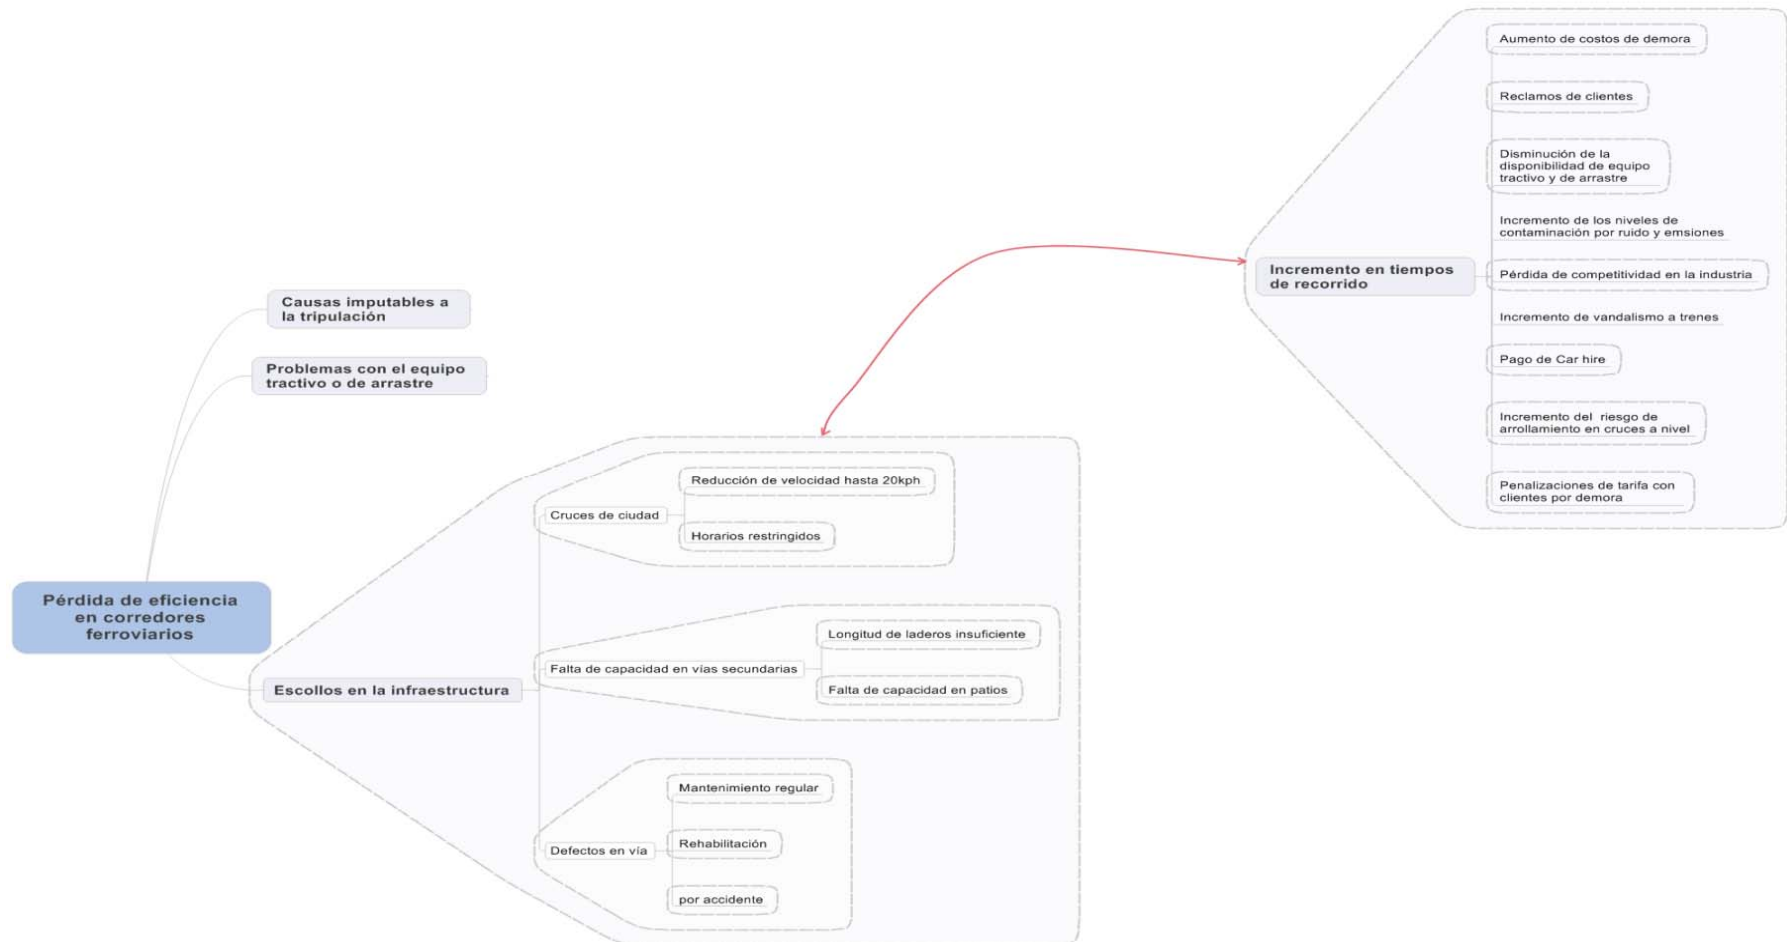 Pérdida de eficiencia
en corredores
ferroviarios
Causas imputables a
la tripulación
Problemas con el equipo
tractivo o de arrastre
Escollos en la infraestructura
Cruces de ciudad
Reducción de velocidad hasta 20kph
Horarios restringidos
Falta de capacidad en vías secundarias
Longitud de laderos insuficiente
Falta de capacidad en patios
Defectos en vía
Mantenimiento regular
Rehabilitación
por accidente
Incremento en tiempos
de recorrido
Aumento de costos de demora
Reclamos de clientes
Disminución de la
disponibilidad de equipo
tractivo y de arrastre
Incremento de los niveles de
contaminación por ruido y emsiones
Pérdida de competitividad en la industria
Incremento de vandalismo a trenes
Pago de Car hire
Incremento del riesgo de
arrollamiento en cruces a nivel
Penalizaciones de tarifa con
clientes por demora